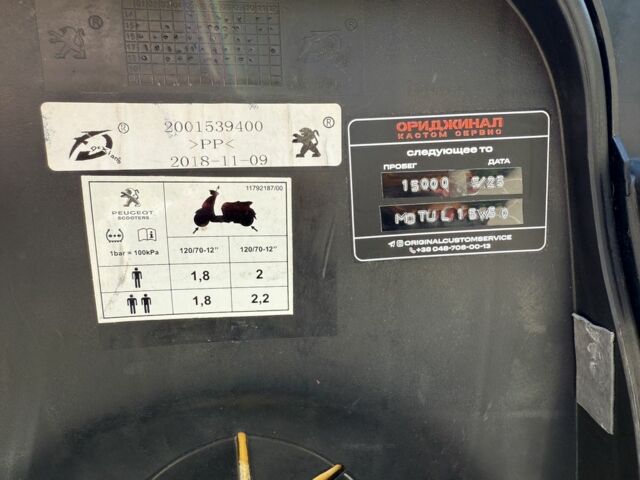 2001539400
>PP<
2018-11-09
®
®
PEUGEOT
SCOOTERS
11792187/00
1bar = 100kPa
120/70-12" 120/70-12"
1,8 2
1,8 2,2
ОРИДЖИНАЛ
КАСТОМ СЕРВИС
следующее то
ПРОБЕГ ДАТА
15000 5/25
MOTUL 15W50
ORIGINALCUSTOMSERVICE
+38 048-706-00-13